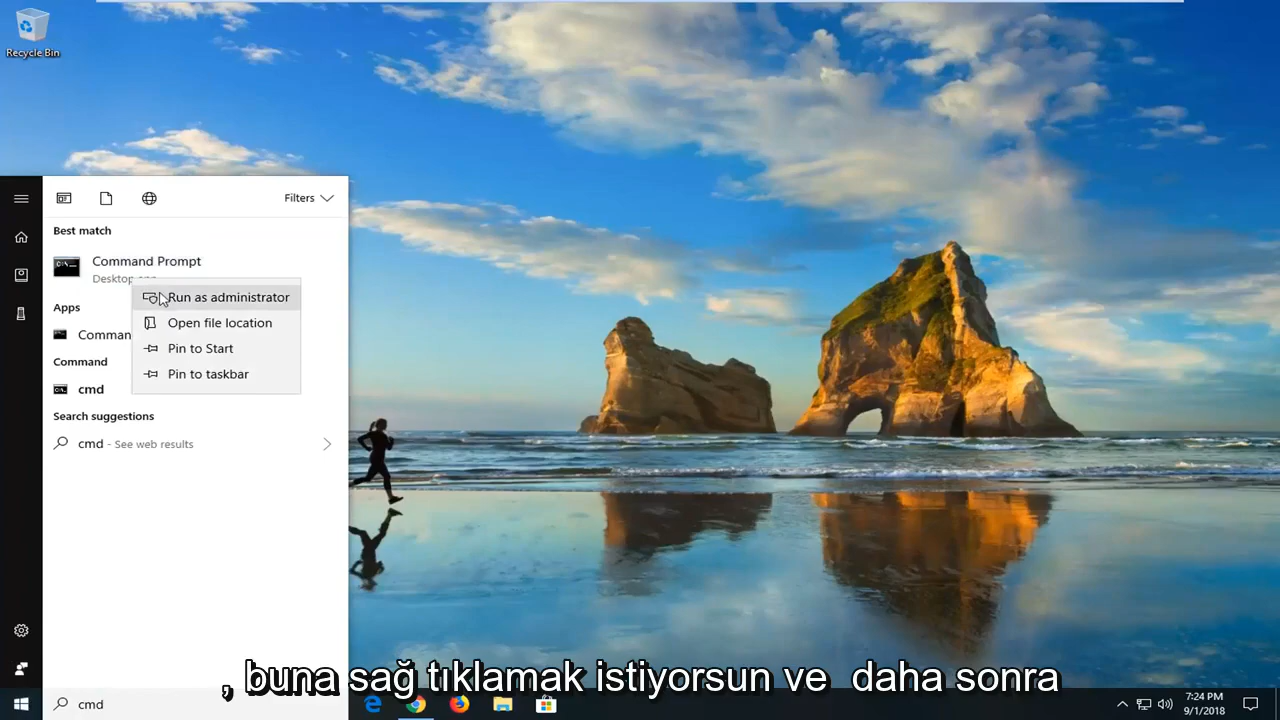 Recycle Bin
Filters
Best match
Command Prompt
Desktop app
Run as administrator
Apps
Open file location
Comman
Pin to Start
Command
Pin to taskbar
cmd
Search suggestions
cmd - See web results
, buna sağ tıklamak istiyorsun ve daha sonra
cmd
7:24 PM
9/1/2018